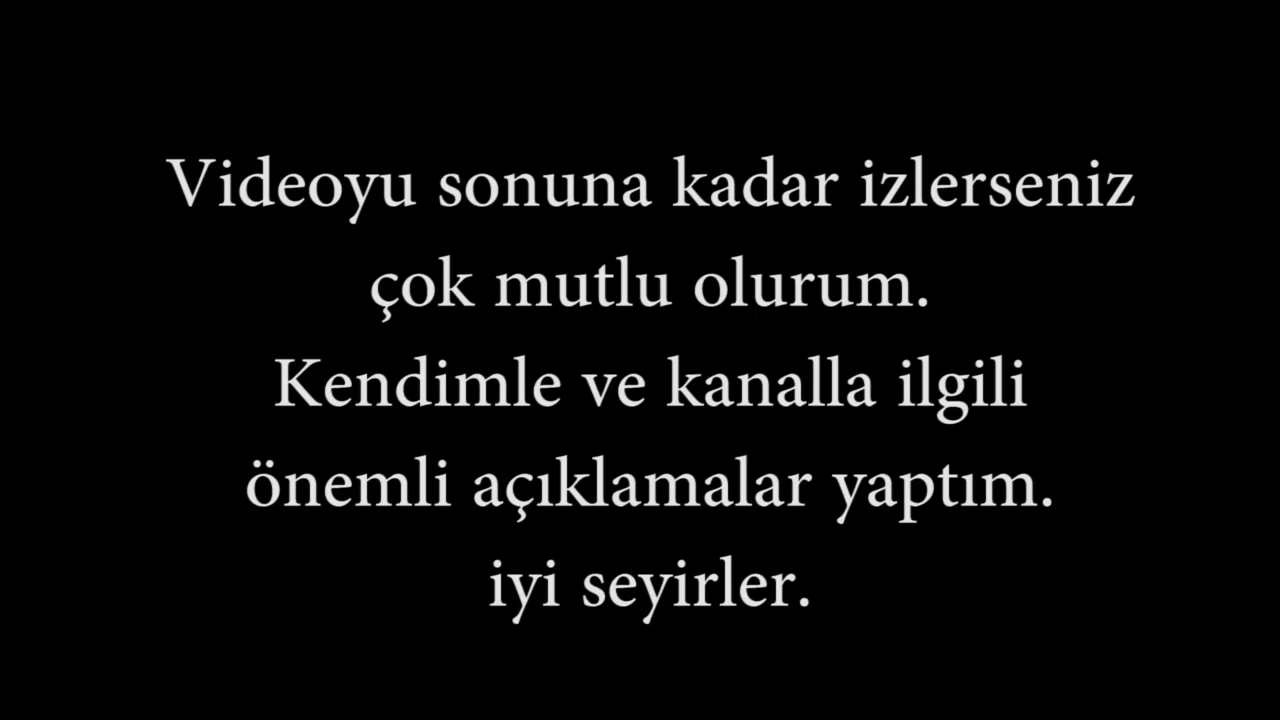 Videoyu sonuna kadar izlerseniz
çok mutlu olurum.
Kendimle ve kanalla ilgili
önemli açıklamalar yaptım.
iyi seyirler.